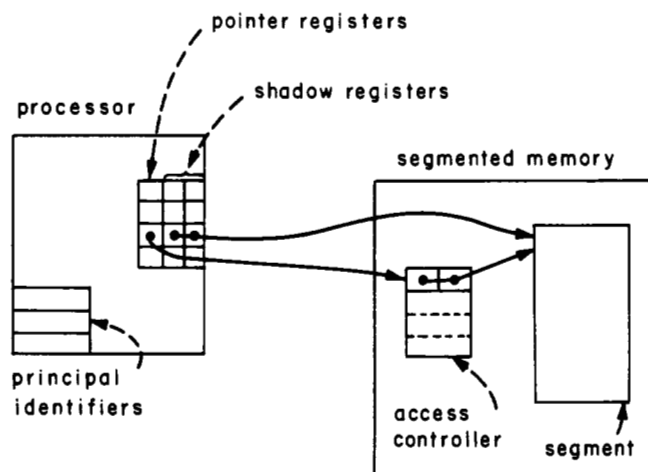 pointer registers
shadow registers
processor
segmented memory
principal
identifiers
access
controller
segment